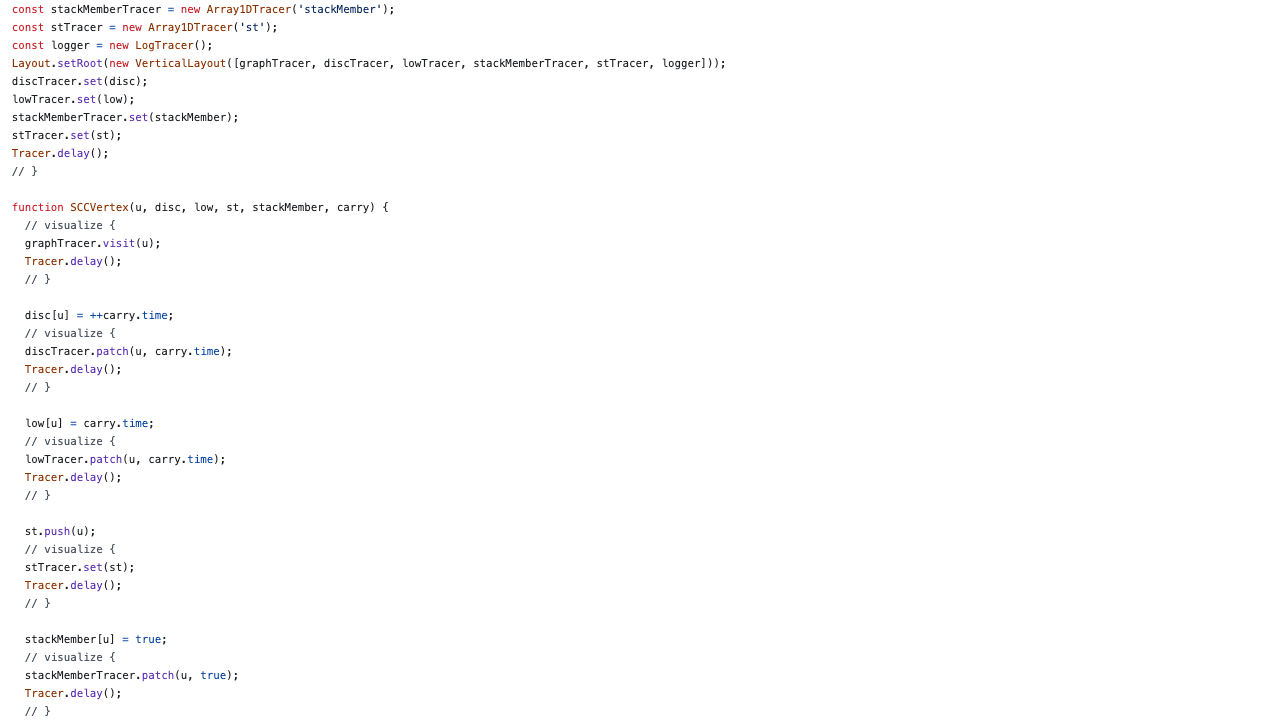 const stackMemberTracer = new Array1DTracer('stackMember');
const stTracer = new Array1DTracer('st');
const logger = new LogTracer();
Layout.setRoot(new VerticalLayout([graphTracer, discTracer, lowTracer, stackMemberTracer, stTracer, logger]));
discTracer.set(disc);
lowTracer.set(low);
stackMemberTracer.set(stackMember);
stTracer.set(st);
Tracer.delay();
// }

function SCCVertex(u, disc, low, st, stackMember, carry) {
  // visualize {
  graphTracer.visit(u);
  Tracer.delay();
  // }

  disc[u] = ++carry.time;
  // visualize {
  discTracer.patch(u, carry.time);
  Tracer.delay();
  // }

  low[u] = carry.time;
  // visualize {
  lowTracer.patch(u, carry.time);
  Tracer.delay();
  // }

  st.push(u);
  // visualize {
  stTracer.set(st);
  Tracer.delay();
  // }

  stackMember[u] = true;
  // visualize {
  stackMemberTracer.patch(u, true);
  Tracer.delay();
  // }